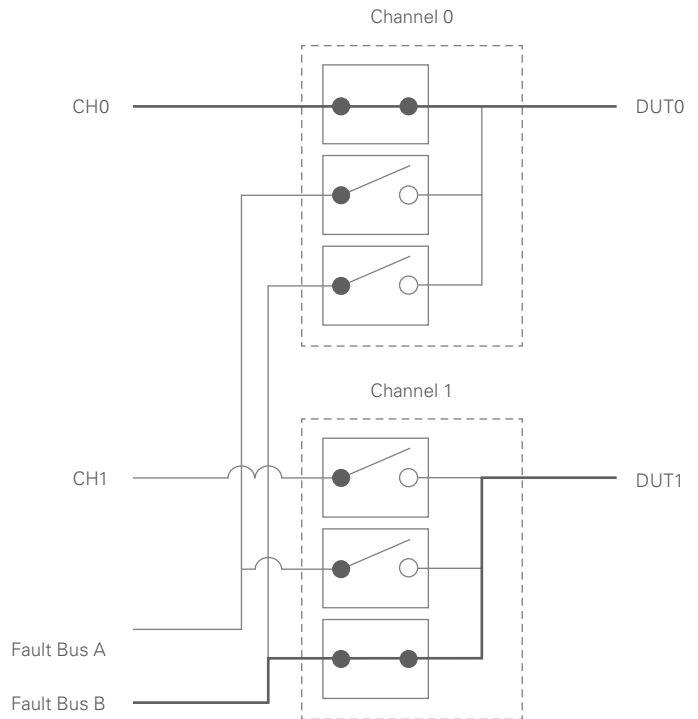 Channel 0
CH0
DUT0
Channel 1
CH1
DUT1
Fault Bus A
Fault Bus B